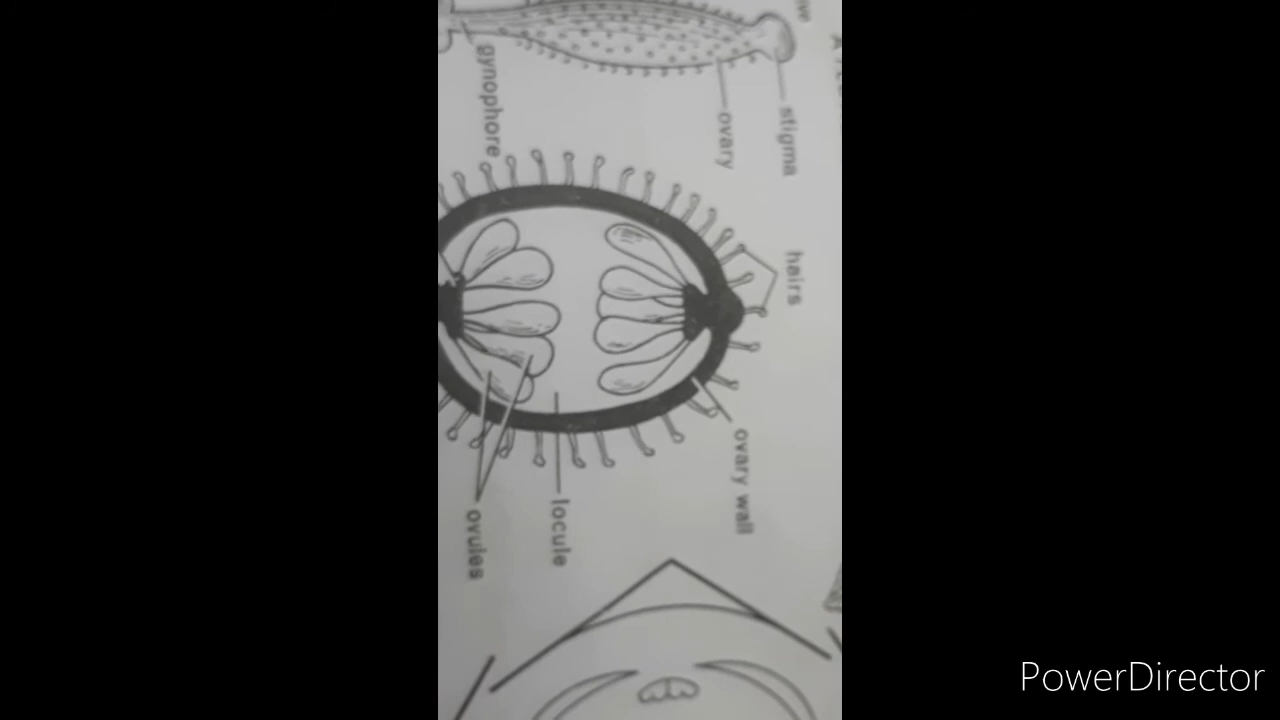 stigma
ovary
gynophore
hairs
ovary wall
locule
ovules
PowerDirector